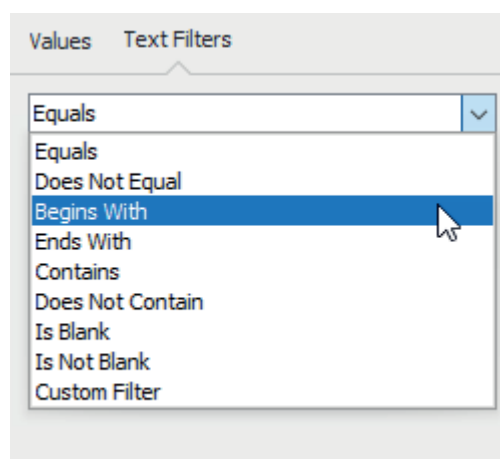 Values Text Filters
Equals
Equals
Does Not Equal
Begins With
Ends With
Contains
Does Not Contain
Is Blank
Is Not Blank
Custom Filter